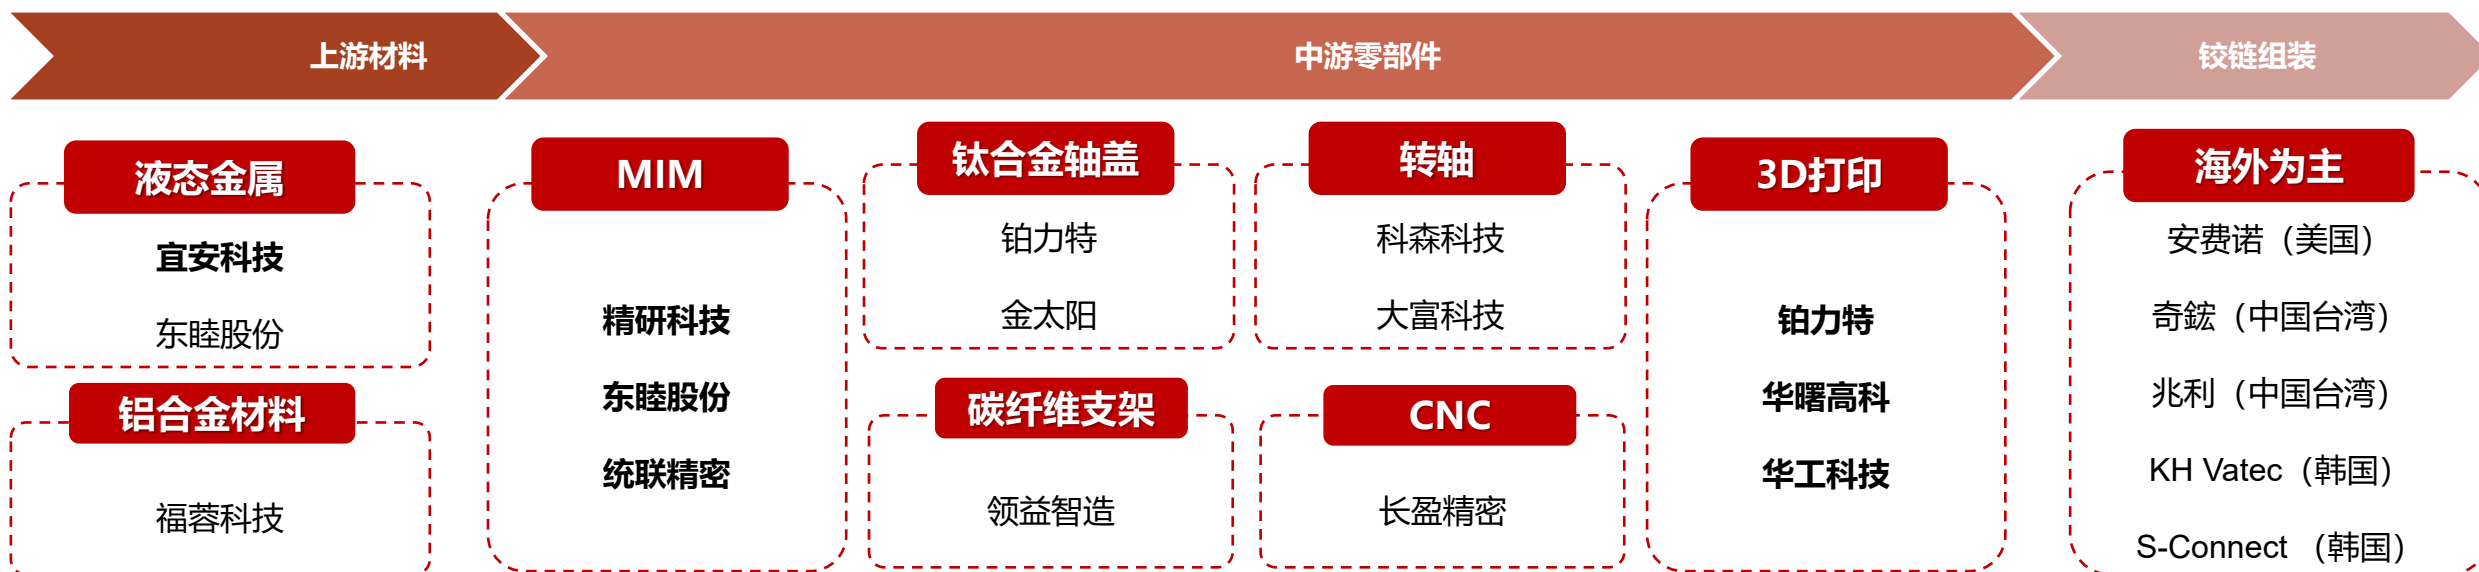 上游材料
中游零部件
铰链组装
液态金属
宜安科技
东睦股份
铝合金材料
福蓉科技
MIM
精研科技
东睦股份
统联精密
钛合金轴盖
铂力特
金太阳
碳纤维支架
领益智造
转轴
科森科技
大富科技
CNC
长盈精密
3D打印
铂力特
华曙高科
华工科技
海外为主
安费诺（美国）
奇鋐（中国台湾）
兆利（中国台湾）
KH Vatec（韩国）
S-Connect （韩国）